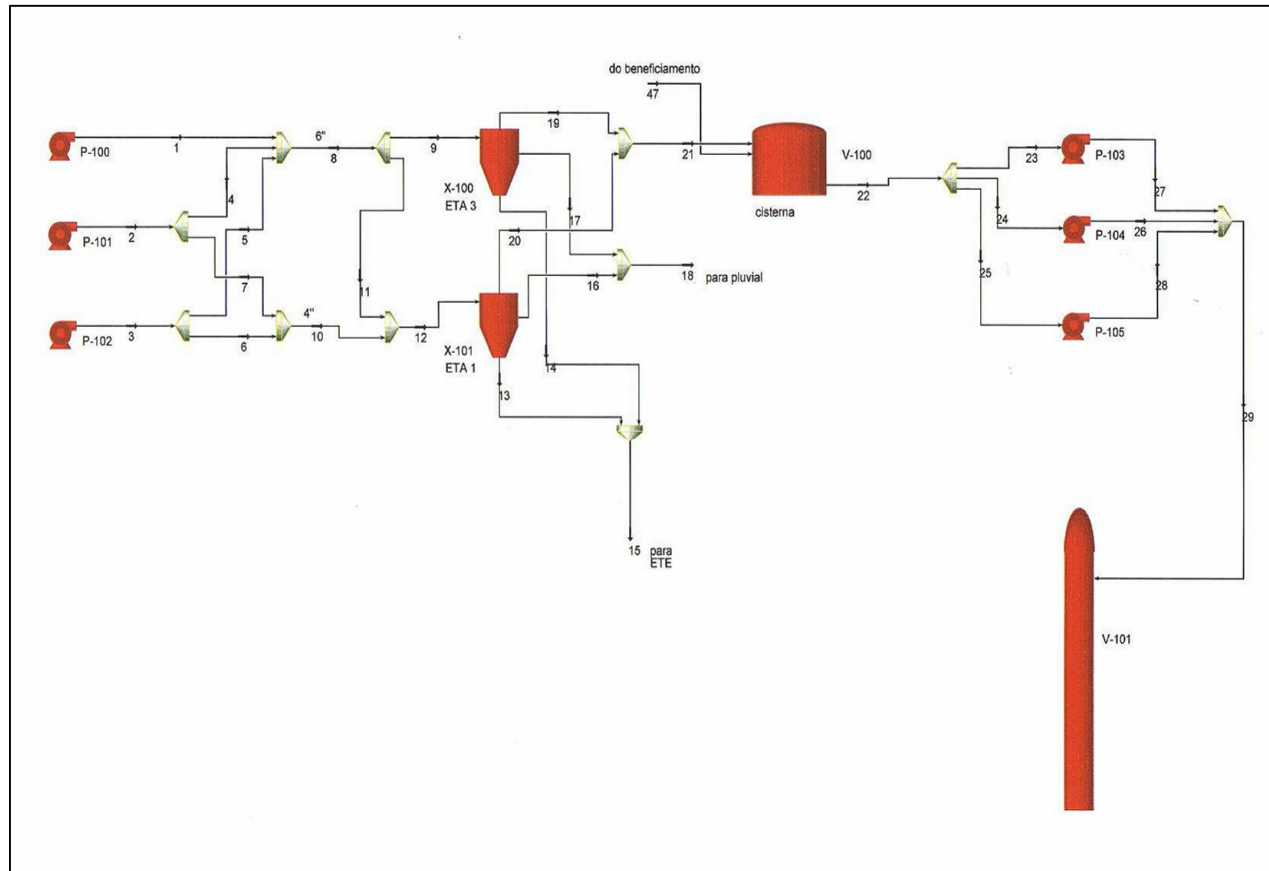 do beneficiamento
47
19
6"
P-100
1
8
9
21
V-100
23
P-103
X-100
ETA 3
22
27
4
17
cisterna
24
P-101
2
5
20
P-104
26
16
18
para pluvial
25
7
11
28
4"
P-102
3
6
10
12
X-101
ETA 1
P-105
14
13
29
15
para
ETE
V-101